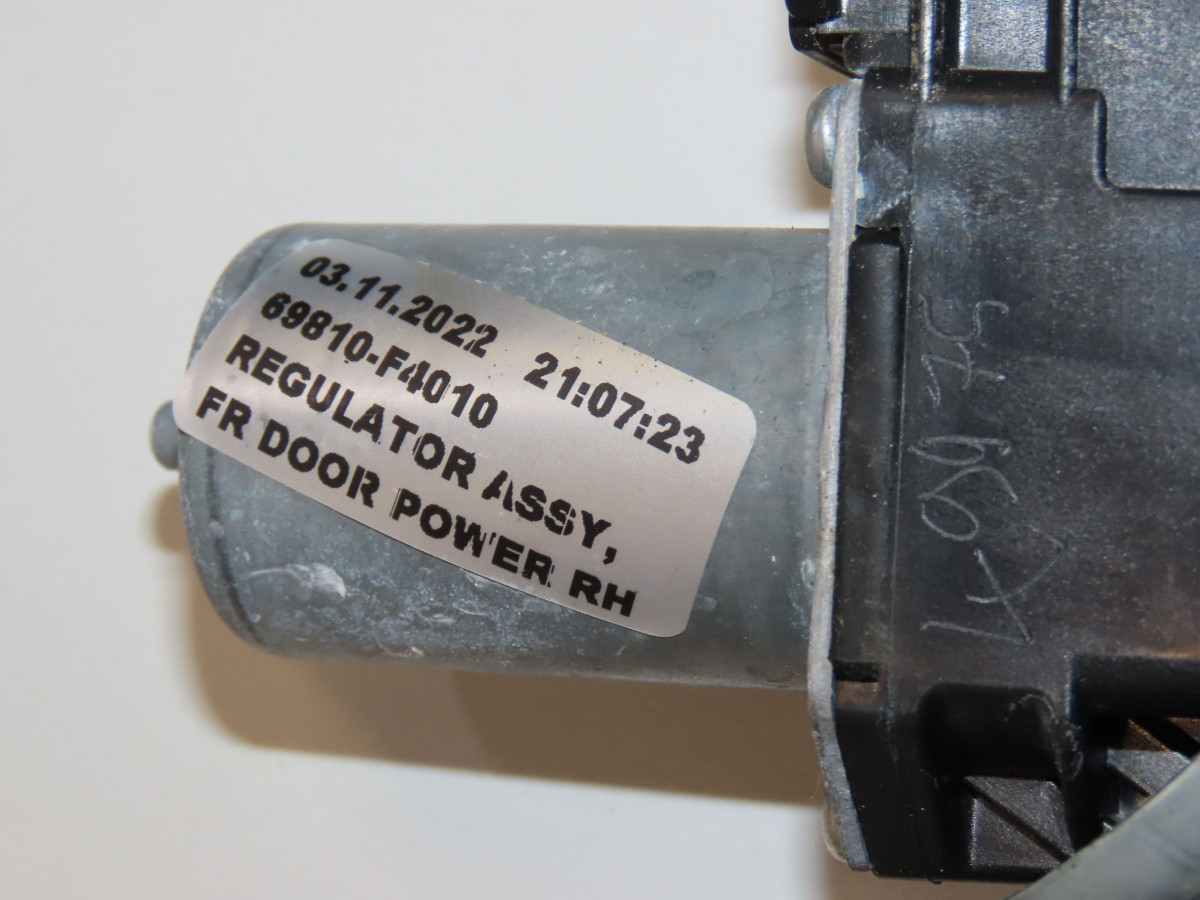 03.11.2022 21:07:23
69810-F4010
REGULATOR ASSY,
FR DOOR POWER RH